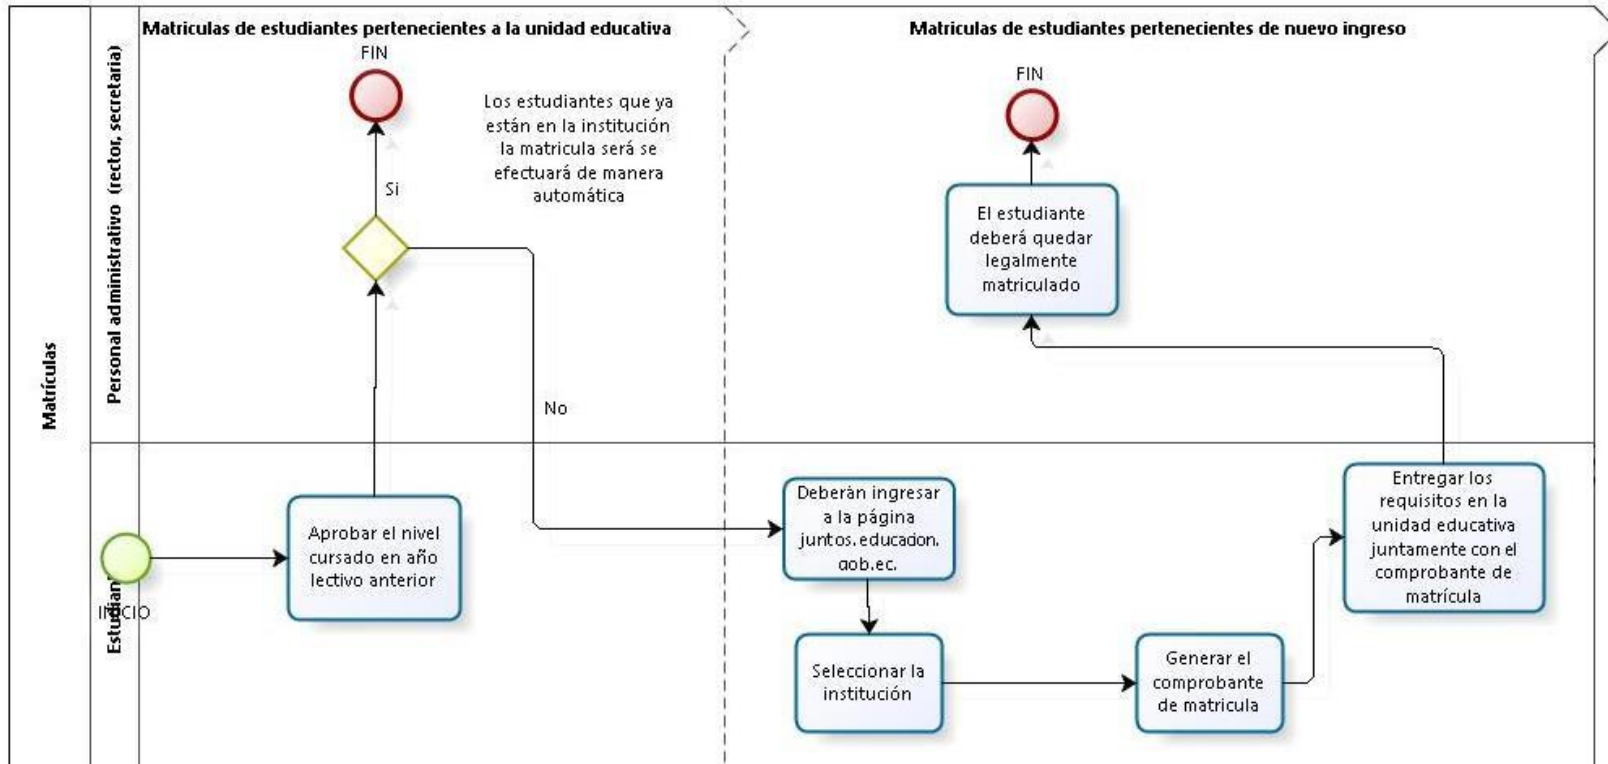 Matrículas
Personal administrativo (rector, secretaria)
Matriculas de estudiantes pertenecientes a la unidad educativa
FIN
Los estudiantes que ya
están en la institución
la matricula será se
efectuará de manera
automática
Si
No
Matriculas de estudiantes pertenecientes de nuevo ingreso
FIN
El estudiante
deberá quedar
legalmente
matriculado
INICIO
Aprobar el nivel
cursado en año
lectivo anterior
Deberán ingresar
a la página
juntos.educacion.
gob.ec.
Seleccionar la
institución
Generar el
comprobante
de matricula
Entregar los
requisitos en la
unidad educativa
juntamente con el
comprobante de
matrícula